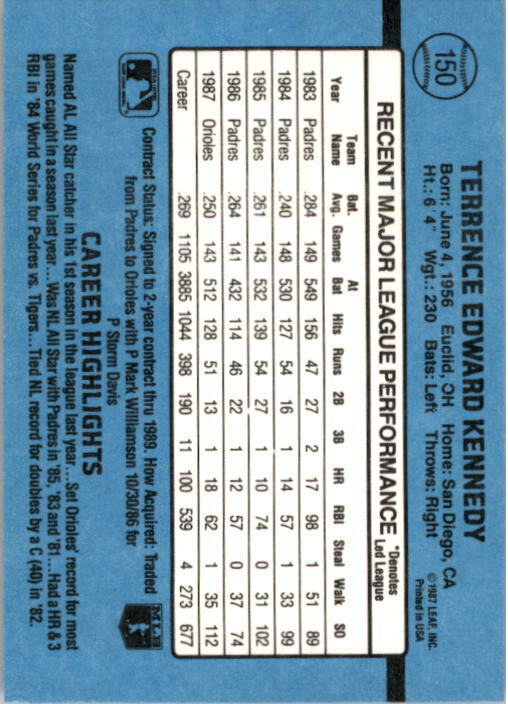 150
TERRENCE EDWARD KENNEDY
Born: June 4, 1956 Euclid, OH Home: San Diego, CA
Ht.: 6' 4" Wgt.: 230 Bats: Left Throws: Right
©1987 LEAF, INC.
Printed in USA
RECENT MAJOR LEAGUE PERFORMANCE *Denotes Led League
Year Team Name Bat. Avg. Games At Bat Hits Runs 2B 3B HR RBI Steal Walk SO
1983 Padres .284 149 549 156 47 27 2 17 98 1 51 89
1984 Padres .240 148 530 127 54 16 1 14 57 1 33 99
1985 Padres .261 143 532 139 54 27 1 10 74 0 31 102
1986 Padres .264 141 432 114 46 22 1 12 57 0 37 74
1987 Orioles .250 143 512 128 51 13 1 18 62 1 35 112
Career .269 1105 3885 1044 398 190 11 100 539 4 273 677
Contract Status: Signed to 2-year contract thru 1989. How Acquired: Traded
from Padres to Orioles with P Mark Williamson 10/30/86 for
P Storm Davis
MLB
CAREER HIGHLIGHTS
Named AL All Star catcher in his 1st season in the league last year...Set Orioles' record for most
games caught in a season last year...Was NL All Star with Padres in '85, '83 and '81...Had a HR & 3
RBI in '84 World Series for Padres vs. Tigers...Tied NL record for doubles by a C (40) in '82.